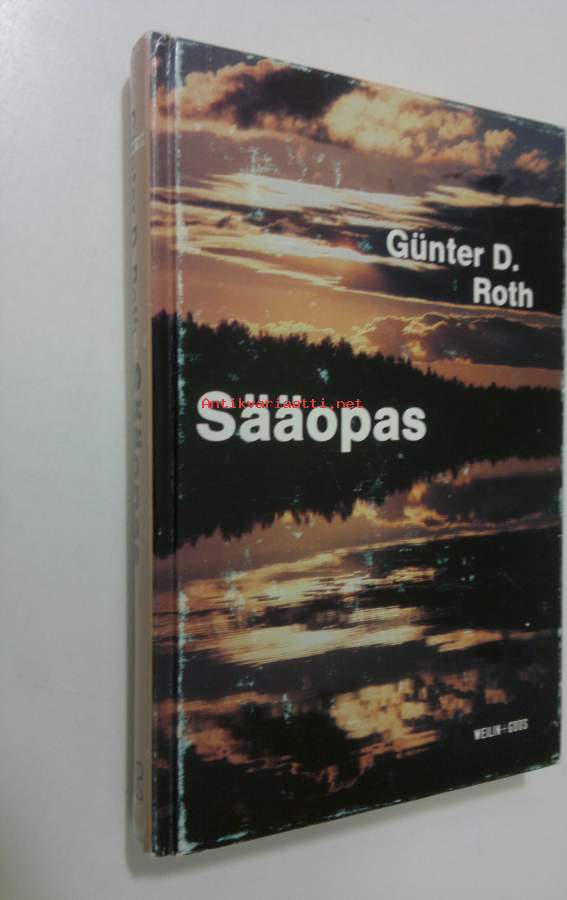 Günter D.
Roth
Antikvariaatti.net
Sääopas
WEILIN+GÖÖS